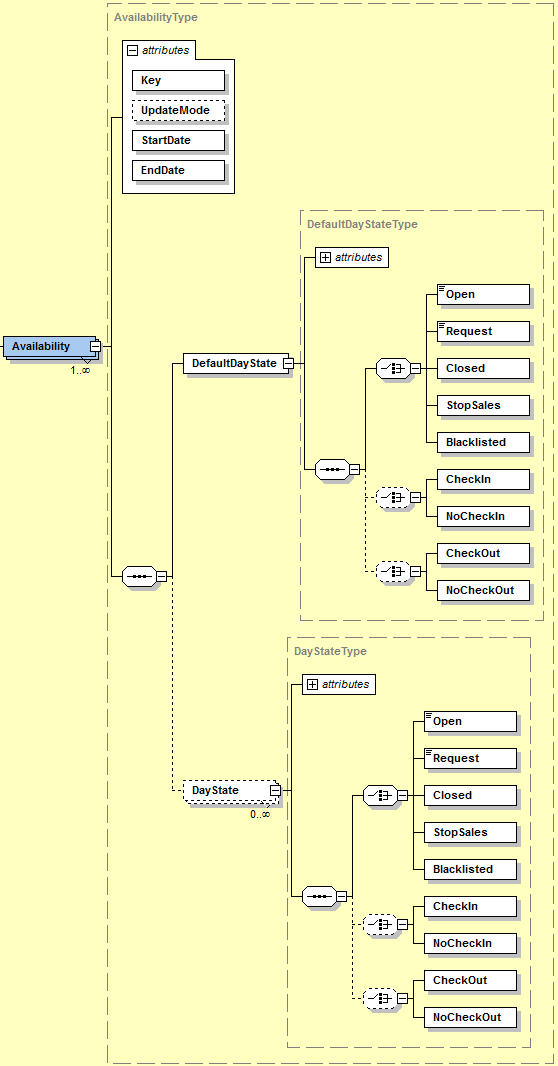 AvailabilityType
attributes
Key
UpdateMode
StartDate
EndDate
DefaultDayStateType
attributes
Open
Request
Availability
1..∞
DefaultDayState
Closed
StopSales
Blacklisted
CheckIn
NoCheckIn
CheckOut
NoCheckOut
DayStateType
attributes
Open
Request
DayState
0..∞
Closed
StopSales
Blacklisted
CheckIn
NoCheckIn
CheckOut
NoCheckOut